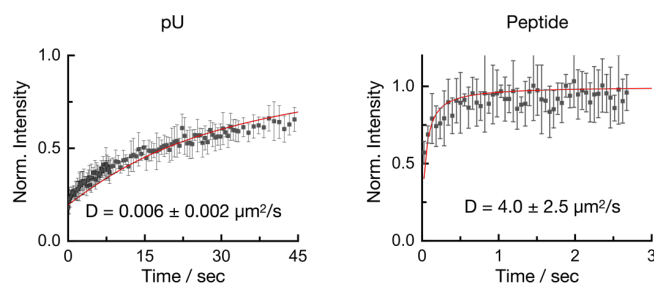 pU
Norm. Intensity
1.0
0.5
0.0
D = 0.006 ± 0.002 µm²/s
0 15 30 45
Time / sec
Peptide
Norm. Intensity
1.0
0.5
0.0
D = 4.0 ± 2.5 µm²/s
0 1 2 3
Time / sec